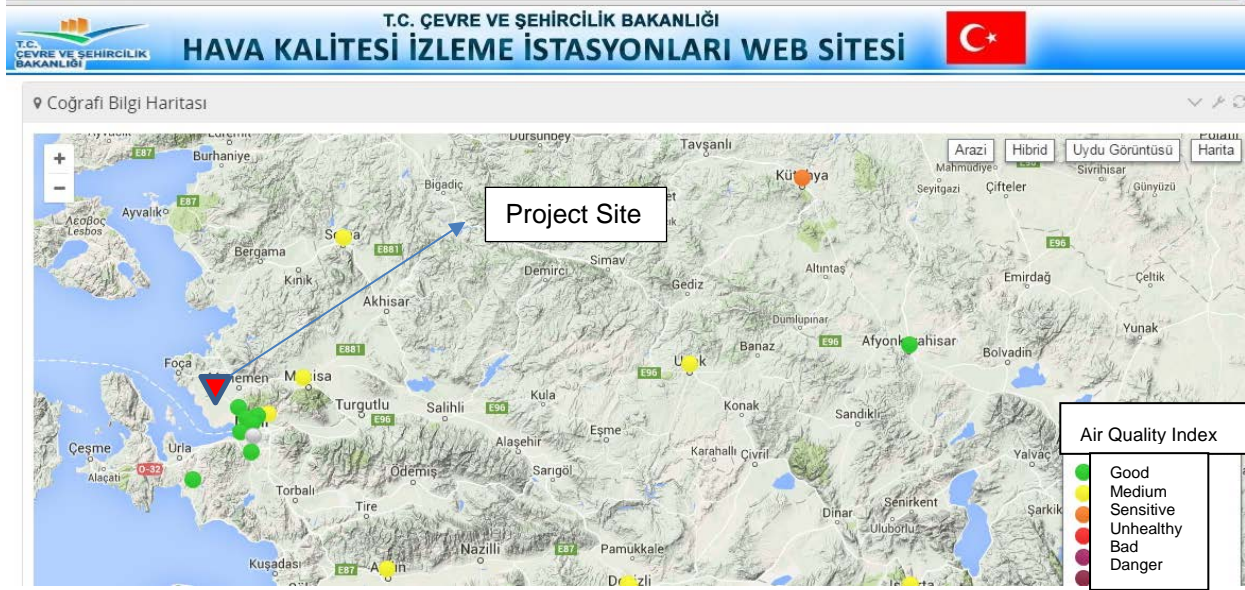 T.C. ÇEVRE VE ŞEHİRCİLİK BAKANLIĞI
T.C.
ÇEVRE VE ŞEHİRCİLİK
BAKANLIĞI
HAVA KALİTESİ İZLEME İSTASYONLARI WEB SİTESİ
Coğrafi Bilgi Haritası
+
−
Arazi
Hibrid
Uydu Görüntüsü
Harita
E87
Burhaniye
Dursunbey
Tavşanlı
Mahmudiye
Sivrihisar
Bigadiç
Seyitgazi
Çifteler
Günyüzü
Project Site
E87
Ayvalık
Λέσβος
Lesbos
Bergama
E881
E96
Kınık
Demirci
Simav
Gediz
Altıntaş
Emirdağ
Çeltik
Akhisar
Dumlupınar
Yunak
E881
Banaz
E96
Bolvadin
Foça
E96
Turgutlu
Salihli
E96
Kula
Konak
Sandıklı
E96
Eşme
Air Quality Index
Çeşme
Urla
Alaşehir
Karahallı
Çivril
Yalvaç
Alaçatı
O-32
Ödemiş
Sarıgöl
Good
Medium
Sensitive
Unhealthy
Bad
Danger
Torbalı
Tire
Dinar
Senirkent
Uluborlu
Şarkik
Nazilli
E87
Pamukkale
Kuşadası
E87